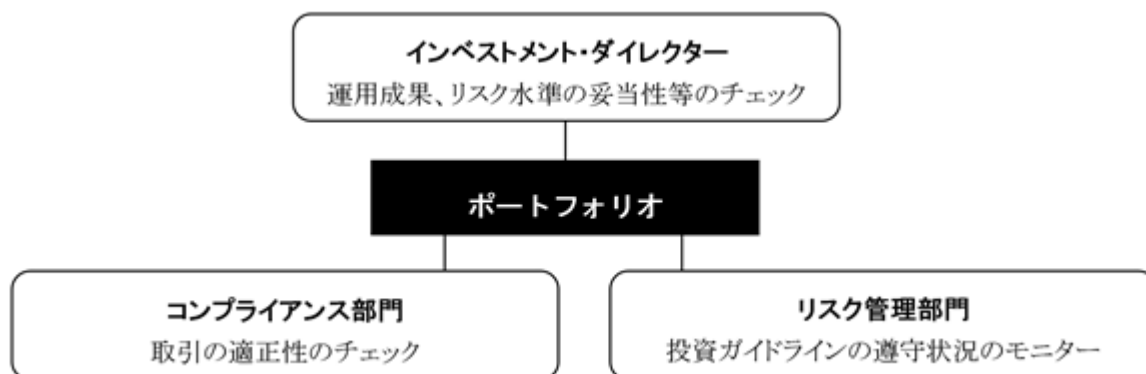 インベストメント・ダイレクター
運用成果、リスク水準の妥当性等のチェック
ポートフォリオ
コンプライアンス部門
取引の適正性のチェック
リスク管理部門
投資ガイドラインの遵守状況のモニター